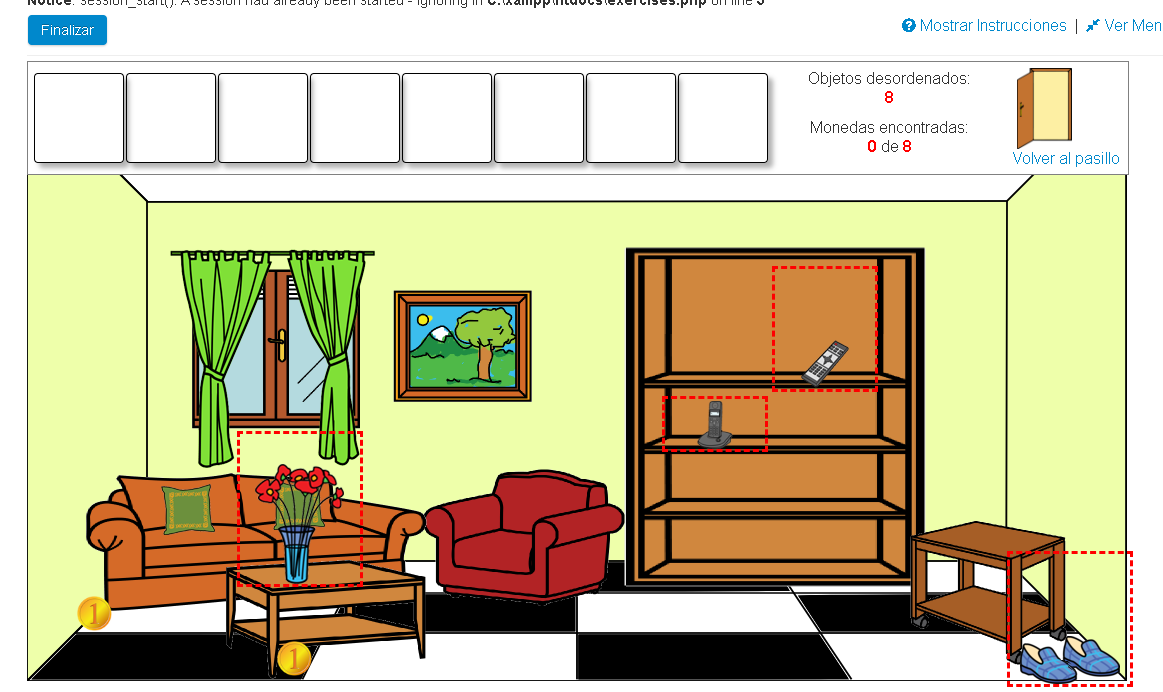 Notice: session_start(): A session had already been started - ignoring in C:\xampp\htdocs\exercises.php on line 3
Finalizar
Mostrar Instrucciones | Ver Men
Objetos desordenados:
8
Monedas encontradas:
0 de 8
Volver al pasillo
1
1